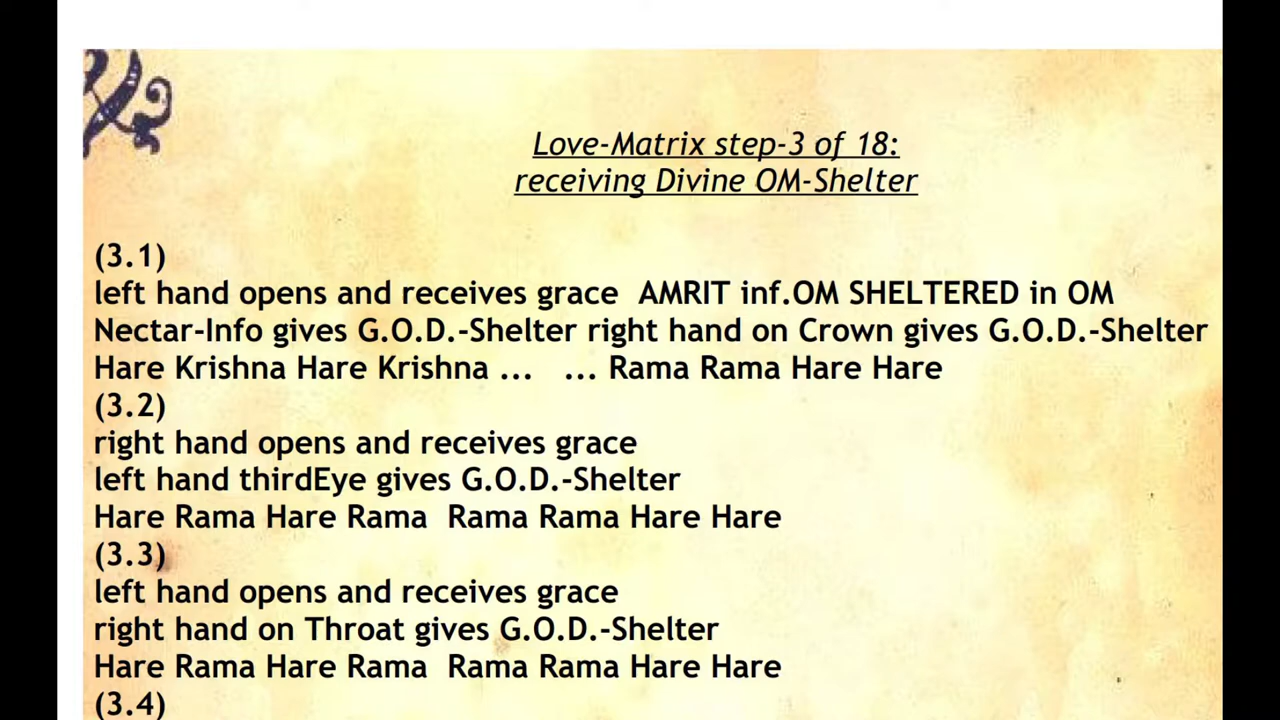 Love-Matrix step-3 of 18:
receiving Divine OM-Shelter
(3.1)
left hand opens and receives grace  AMRIT inf.OM SHELTERED in OM
Nectar-Info gives G.O.D.-Shelter right hand on Crown gives G.O.D.-Shelter
Hare Krishna Hare Krishna ...   ... Rama Rama Hare Hare
(3.2)
right hand opens and receives grace
left hand thirdEye gives G.O.D.-Shelter
Hare Rama Hare Rama  Rama Rama Hare Hare
(3.3)
left hand opens and receives grace
right hand on Throat gives G.O.D.-Shelter
Hare Rama Hare Rama  Rama Rama Hare Hare
(3.4)